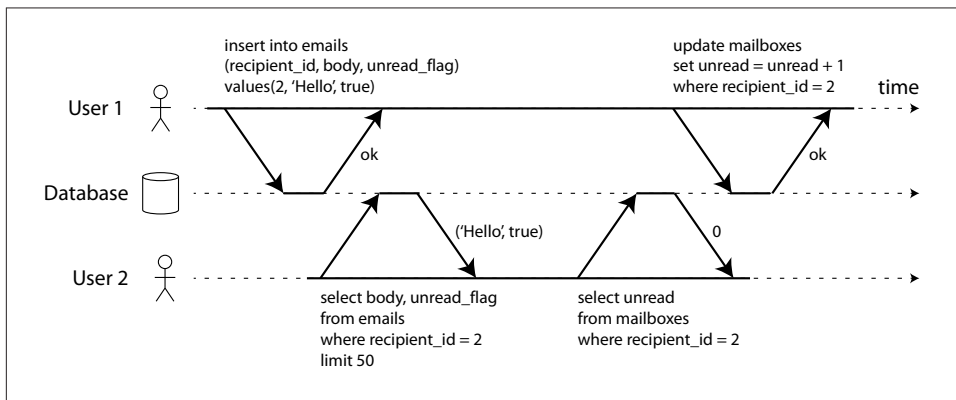 insert into emails
(recipient_id, body, unread_flag)
values(2, ‘Hello’, true)
update mailboxes
set unread = unread + 1
where recipient_id = 2
time
User 1
ok
ok
Database
(‘Hello’, true)
0
User 2
select body, unread_flag
from emails
where recipient_id = 2
limit 50
select unread
from mailboxes
where recipient_id = 2